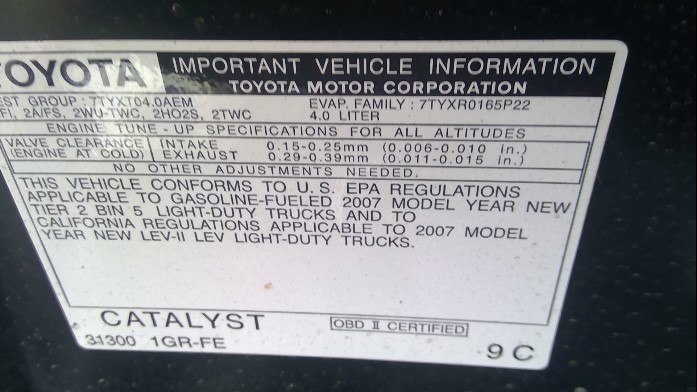 TOYOTA IMPORTANT VEHICLE INFORMATION
TOYOTA MOTOR CORPORATION
EST GROUP : 7TYXT04.0AEM EVAP. FAMILY : 7TYXR0165P22
FI, 2A/FS, 2WU-TWC, 2HO2S, 2TWC 4.0 LITER
ENGINE TUNE - UP SPECIFICATIONS FOR ALL ALTITUDES
VALVE CLEARANCE INTAKE 0.15-0.25mm (0.006-0.010 in.)
(ENGINE AT COLD) EXHAUST 0.29-0.39mm (0.011-0.015 in.)
NO OTHER ADJUSTMENTS NEEDED.
THIS VEHICLE CONFORMS TO U.S. EPA REGULATIONS
APPLICABLE TO GASOLINE-FUELED 2007 MODEL YEAR NEW
TIER 2 BIN 5 LIGHT-DUTY TRUCKS AND TO
CALIFORNIA REGULATIONS APPLICABLE TO 2007 MODEL
YEAR NEW LEV-II LEV LIGHT-DUTY TRUCKS.
CATALYST OBD II CERTIFIED
31300 1GR-FE 9C